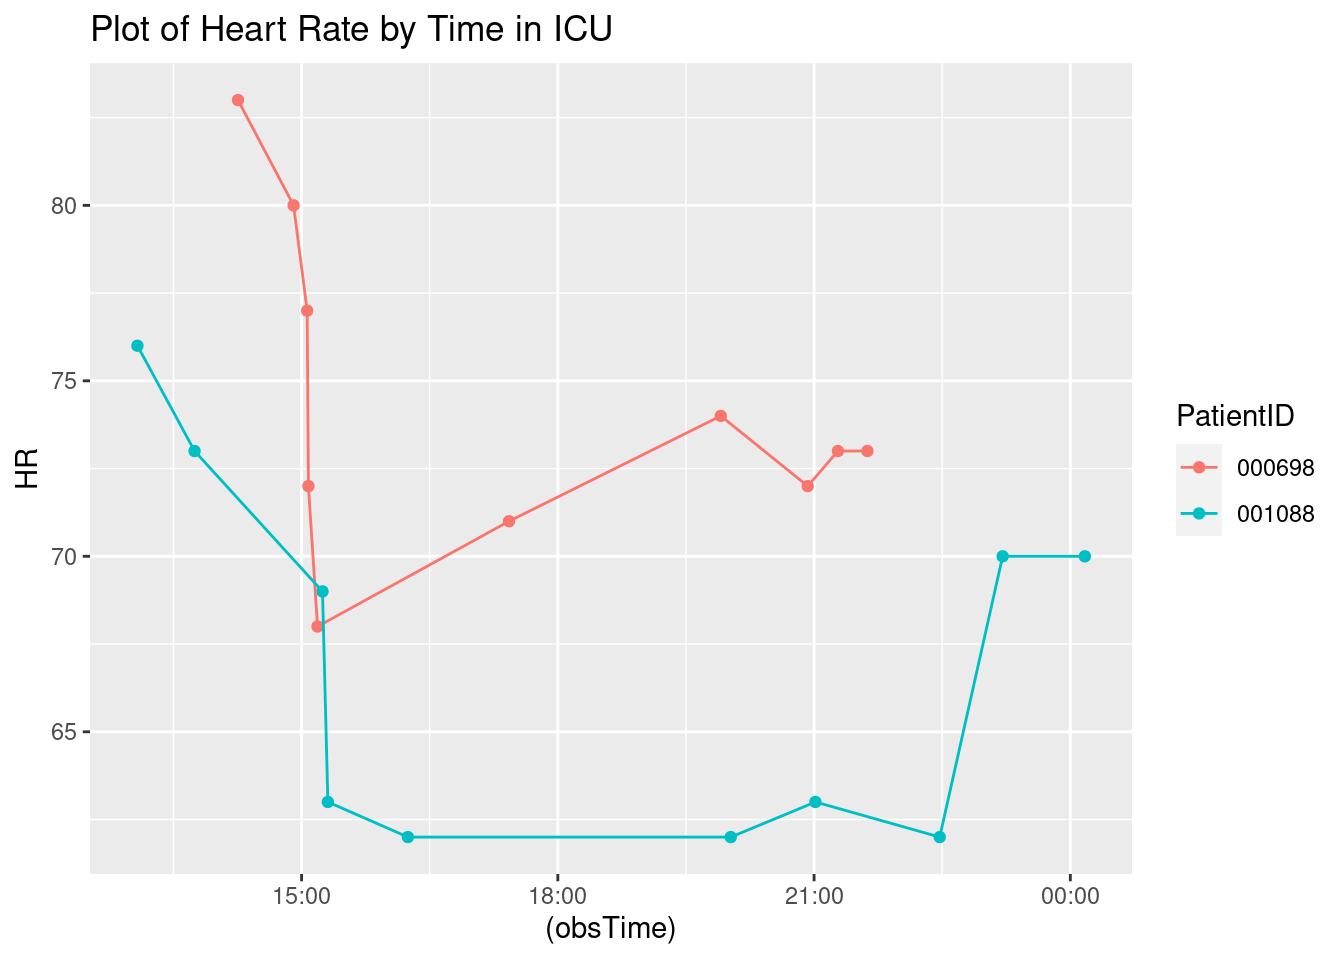 Plot of Heart Rate by Time in ICU
80
75
70
65
HR
15:00 18:00 21:00 00:00
(obsTime)
PatientID
000698
001088